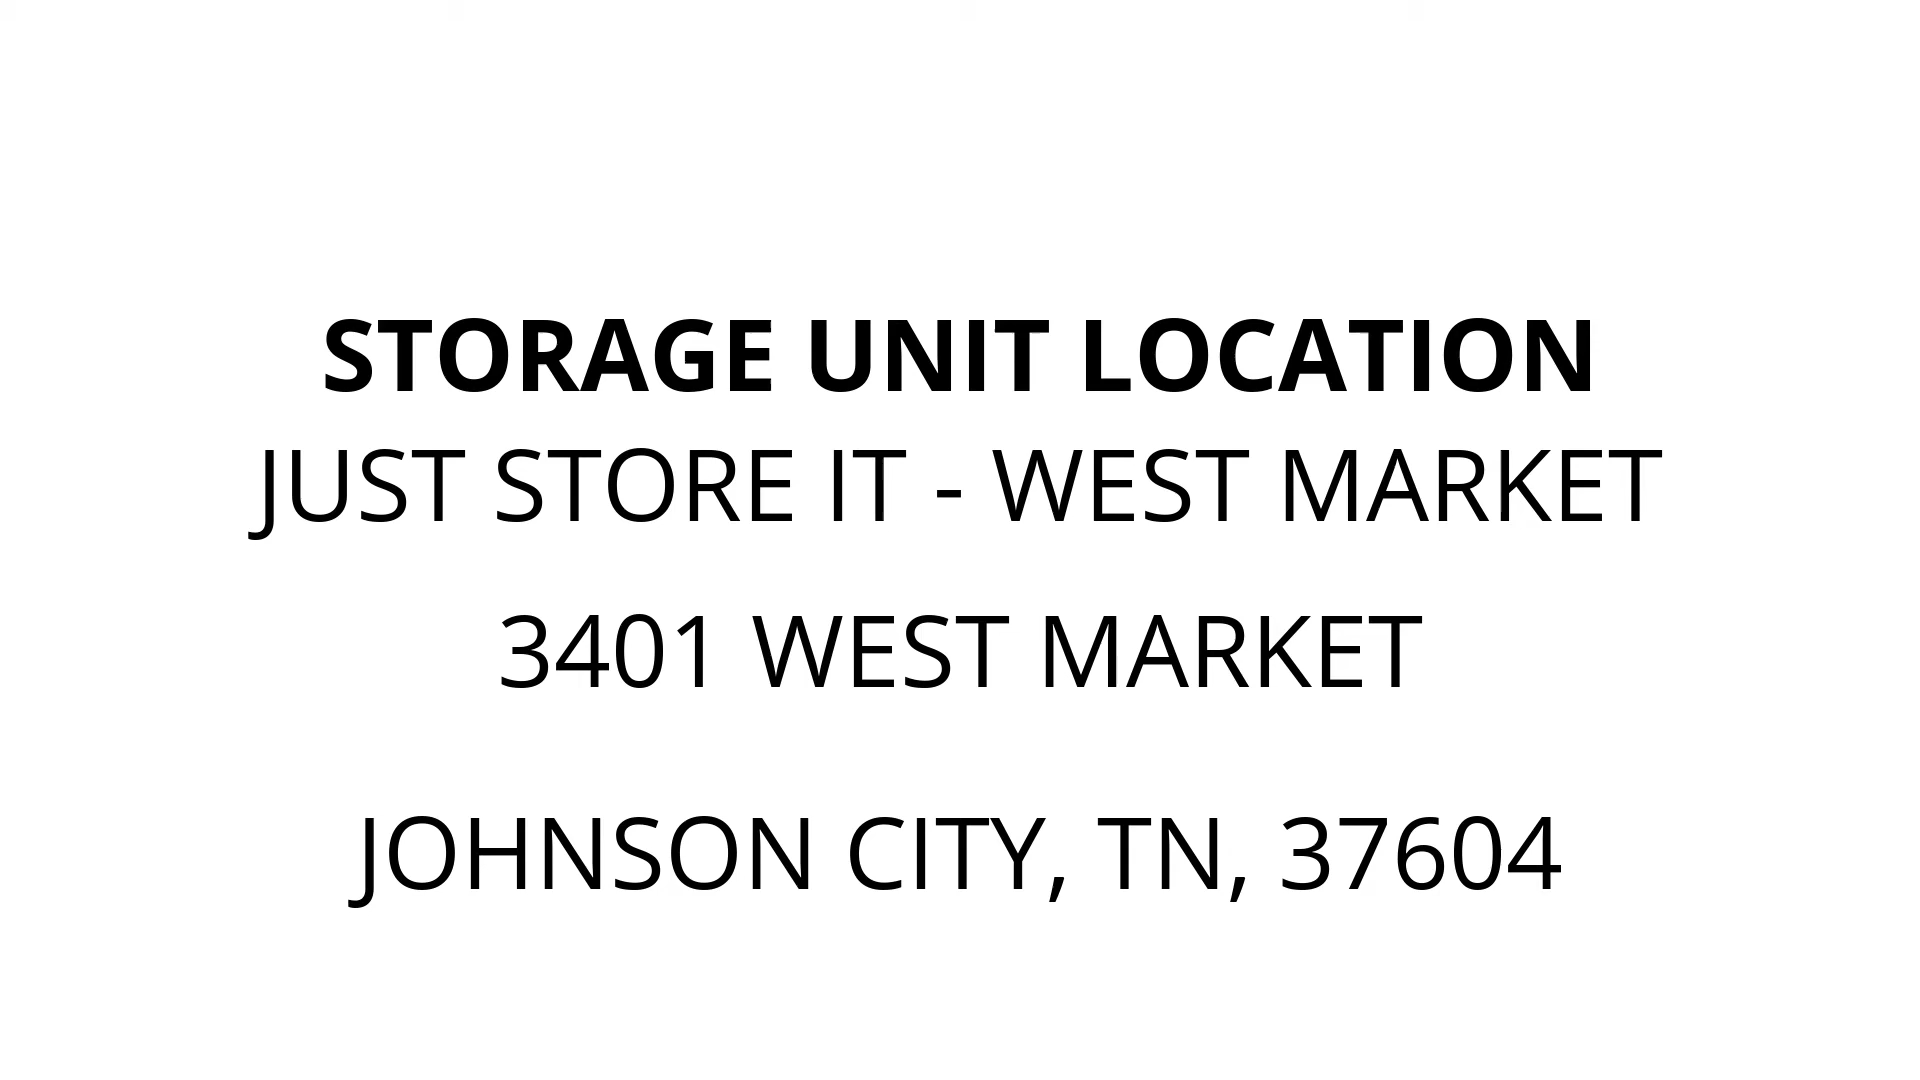 STORAGE UNIT LOCATION
JUST STORE IT - WEST MARKET
3401 WEST MARKET
JOHNSON CITY, TN, 37604